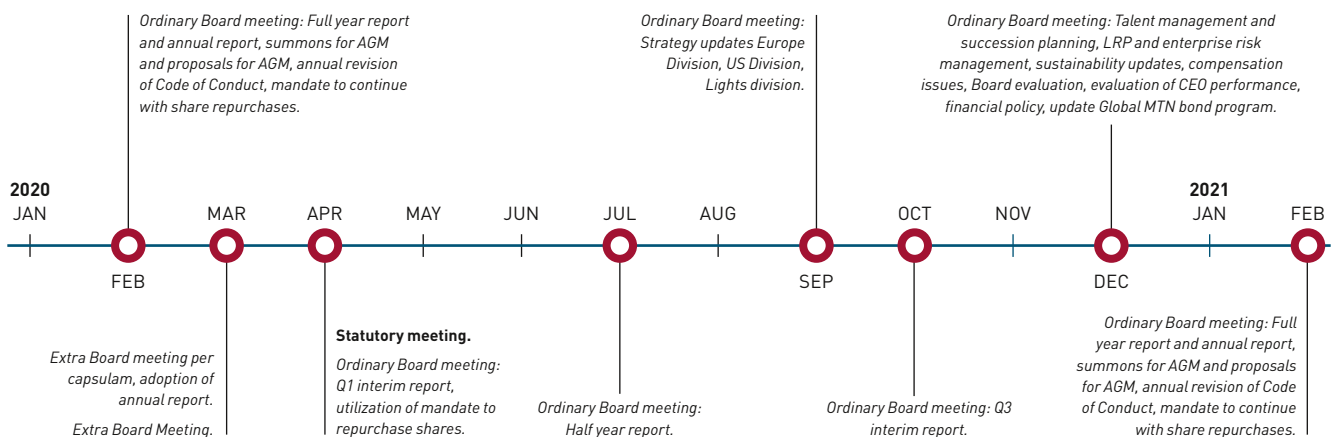 Ordinary Board meeting: Full year report
and annual report, summons for AGM
and proposals for AGM, annual revision
of Code of Conduct, mandate to continue
with share repurchases.
Ordinary Board meeting:
Strategy updates Europe
Division, US Division,
Lights division.
Ordinary Board meeting: Talent management and
succession planning, LRP and enterprise risk
management, sustainability updates, compensation
issues, Board evaluation, evaluation of CEO performance,
financial policy, update Global MTN bond program.
2020
JAN
MAR
APR
MAY
JUN
JUL
AUG
OCT
NOV
2021
JAN
FEB
FEB
SEP
DEC
Extra Board meeting per
capsulam, adoption of
annual report.
Extra Board Meeting.
Statutory meeting.
Ordinary Board meeting:
Q1 interim report,
utilization of mandate to
repurchase shares.
Ordinary Board meeting:
Half year report.
Ordinary Board meeting: Q3
interim report.
Ordinary Board meeting: Full
year report and annual report,
summons for AGM and proposals
for AGM, annual revision of Code
of Conduct, mandate to continue
with share repurchases.